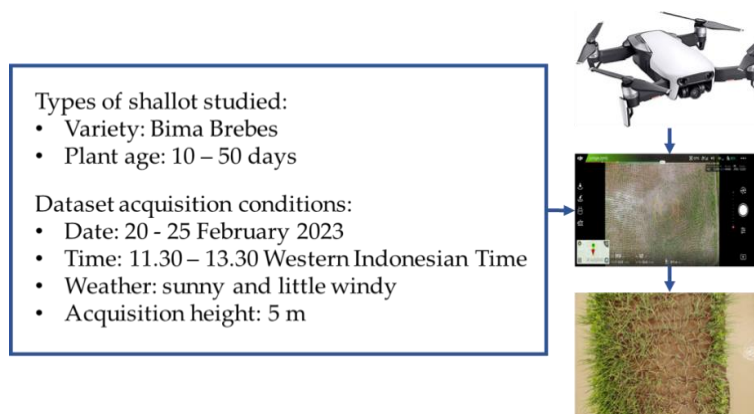 Types of shallot studied:
• Variety: Bima Brebes
• Plant age: 10 – 50 days
Dataset acquisition conditions:
• Date: 20 - 25 February 2023
• Time: 11.30 – 13.30 Western Indonesian Time
• Weather: sunny and little windy
• Acquisition height: 5 m